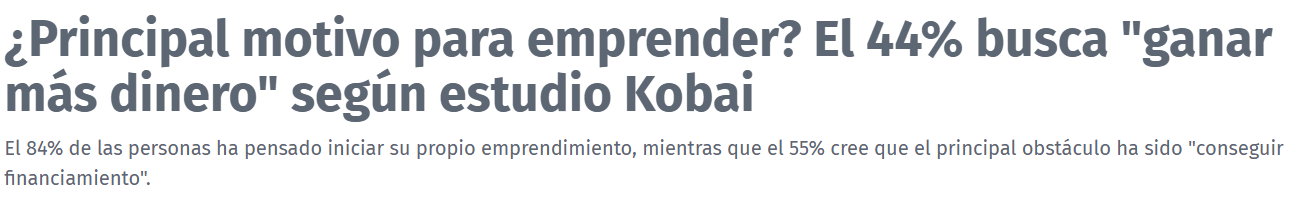 ¿Principal motivo para emprender? El 44% busca "ganar
más dinero" según estudio Kobai
El 84% de las personas ha pensado iniciar su propio emprendimiento, mientras que el 55% cree que el principal obstáculo ha sido "conseguir
financiamiento".